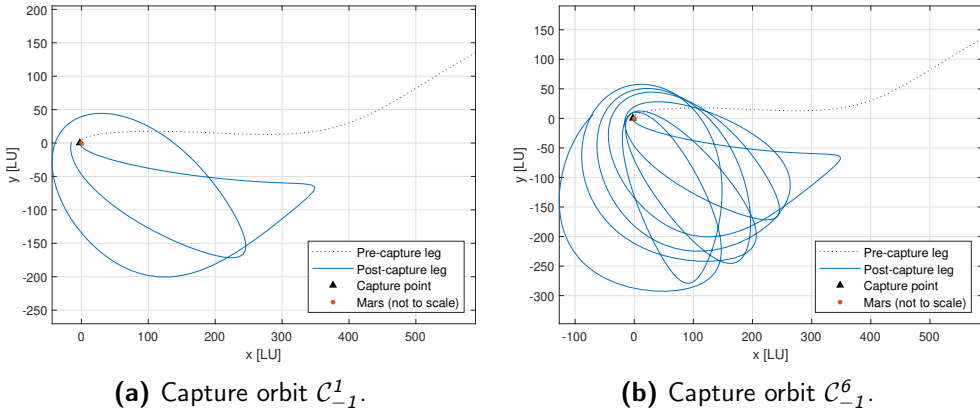 200
150
100
50
0
-50
-100
-150
-200
-250
y [LU]
0 100 200 300 400 500
x [LU]
Pre-capture leg
Post-capture leg
Capture point
Mars (not to scale)
(a) Capture orbit C¹₋₁.
150
100
50
0
-50
-100
-150
-200
-250
-300
y [LU]
-100 0 100 200 300 400 500
x [LU]
Pre-capture leg
Post-capture leg
Capture point
Mars (not to scale)
(b) Capture orbit C⁶₋₁.